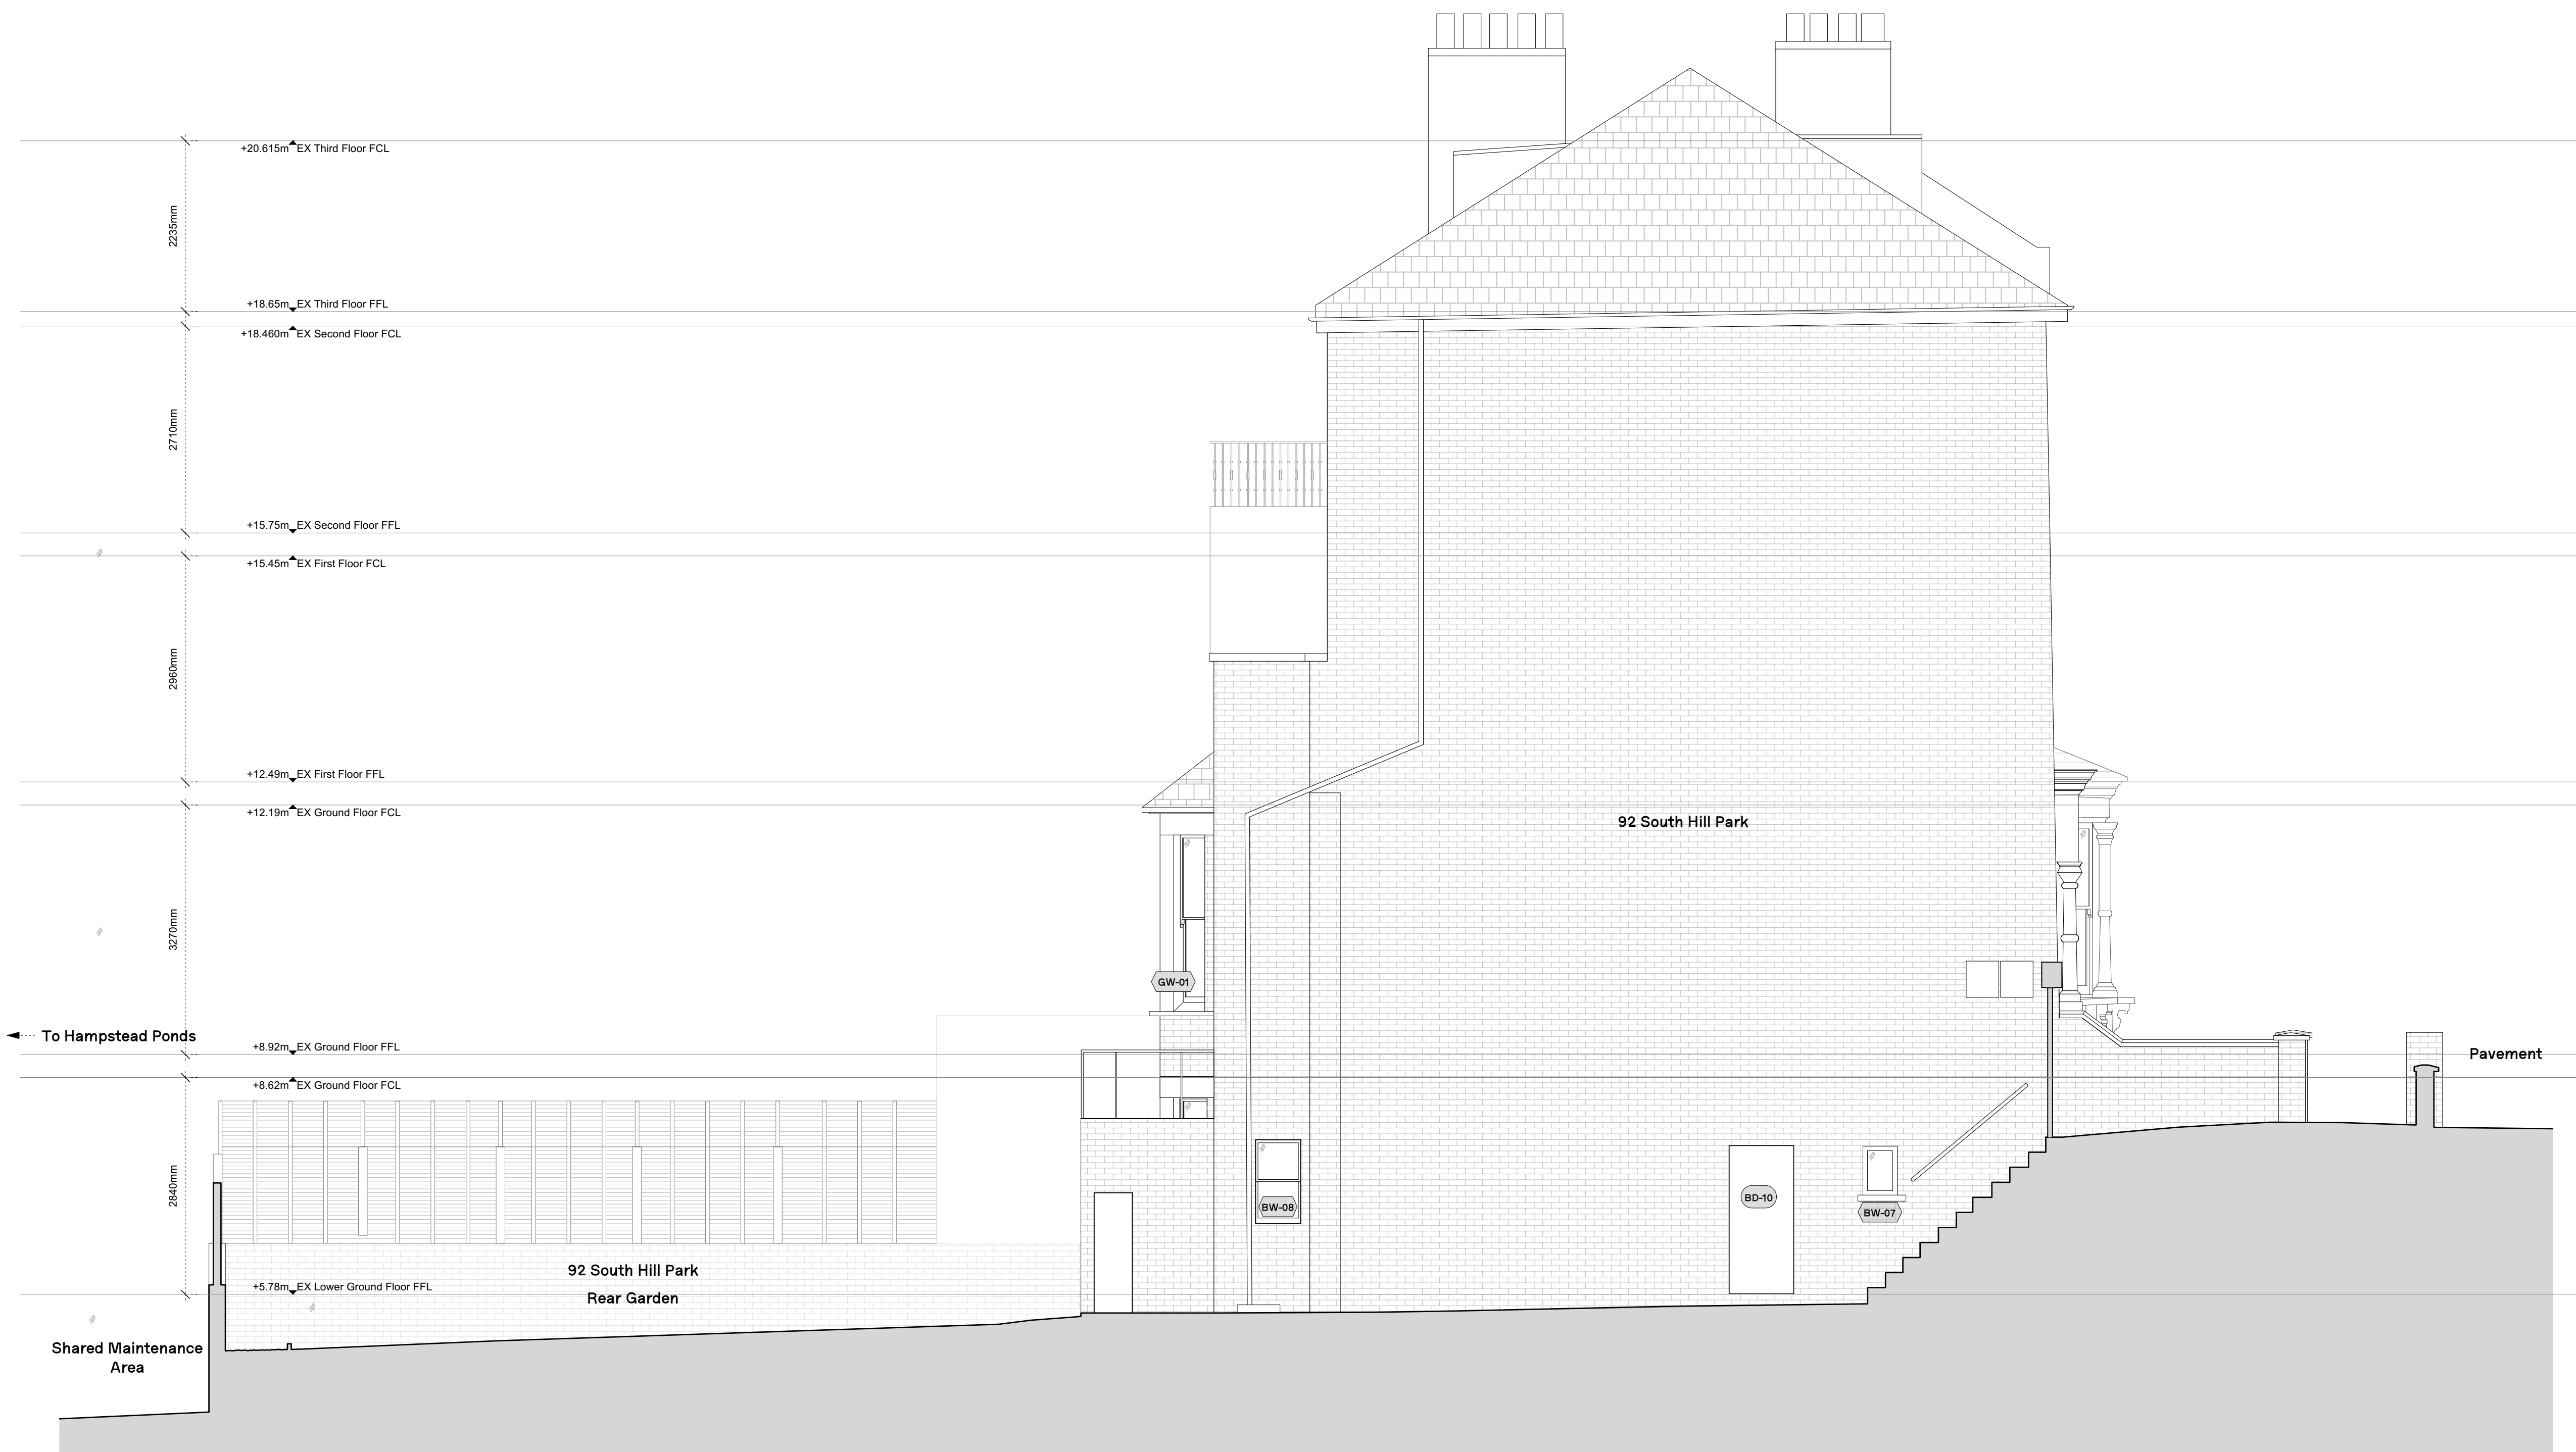 +20.615m EX Third Floor FCL
2235mm
+18.65m EX Third Floor FFL
+18.460m EX Second Floor FCL
2710mm
+15.75m EX Second Floor FFL
+15.45m EX First Floor FCL
2960mm
+12.49m EX First Floor FFL
+12.19m EX Ground Floor FCL
92 South Hill Park
3270mm
GW-01
To Hampstead Ponds
+8.92m EX Ground Floor FFL
Pavement
+8.62m EX Ground Floor FCL
2840mm
BW-08
BD-10
BW-07
92 South Hill Park
Rear Garden
+5.78m EX Lower Ground Floor FFL
Shared Maintenance
Area